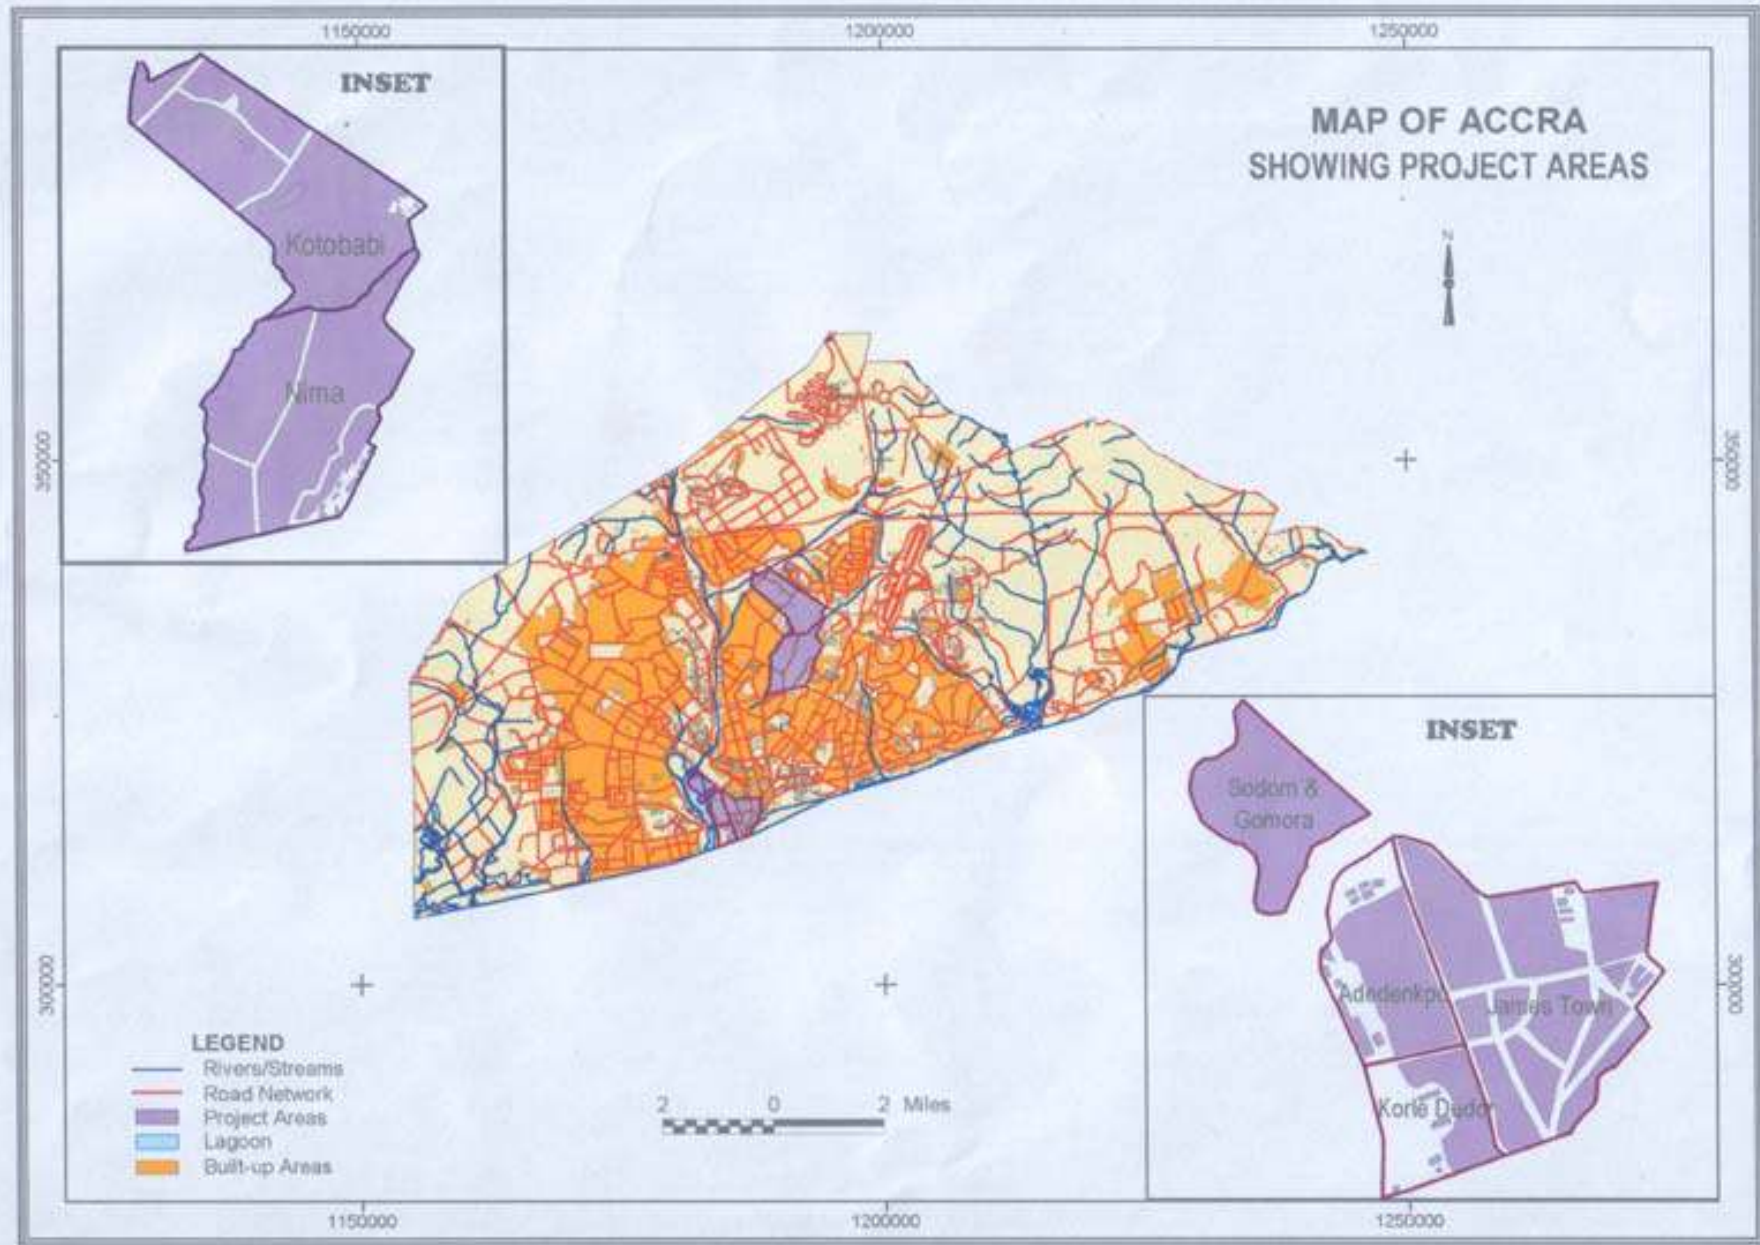 1150000
1200000
1250000
INSET
MAP OF ACCRA
SHOWING PROJECT AREAS
N
Kotobabi
Nima
350000
350000
INSET
Sodom &
Gomora
Adedenkpo
James Town
Korle Dudor
300000
300000
LEGEND
Rivers/Streams
Road Network
Project Areas
Lagoon
Built-up Areas
2 0 2 Miles
1150000
1200000
1250000